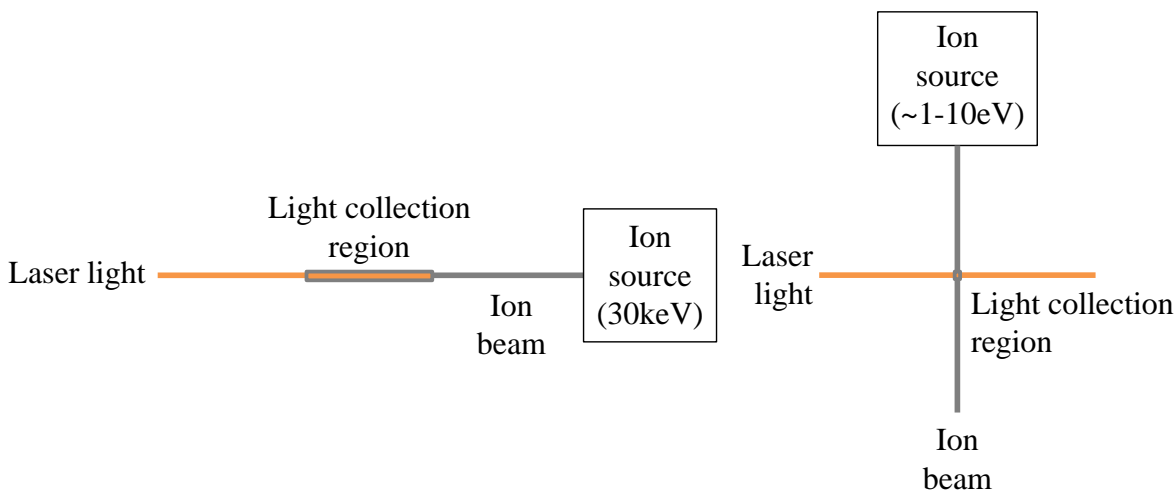 Laser light
Light collection
region
Ion
beam
Ion
source
(30keV)
Ion
source
(~1-10eV)
Laser
light
Light collection
region
Ion
beam